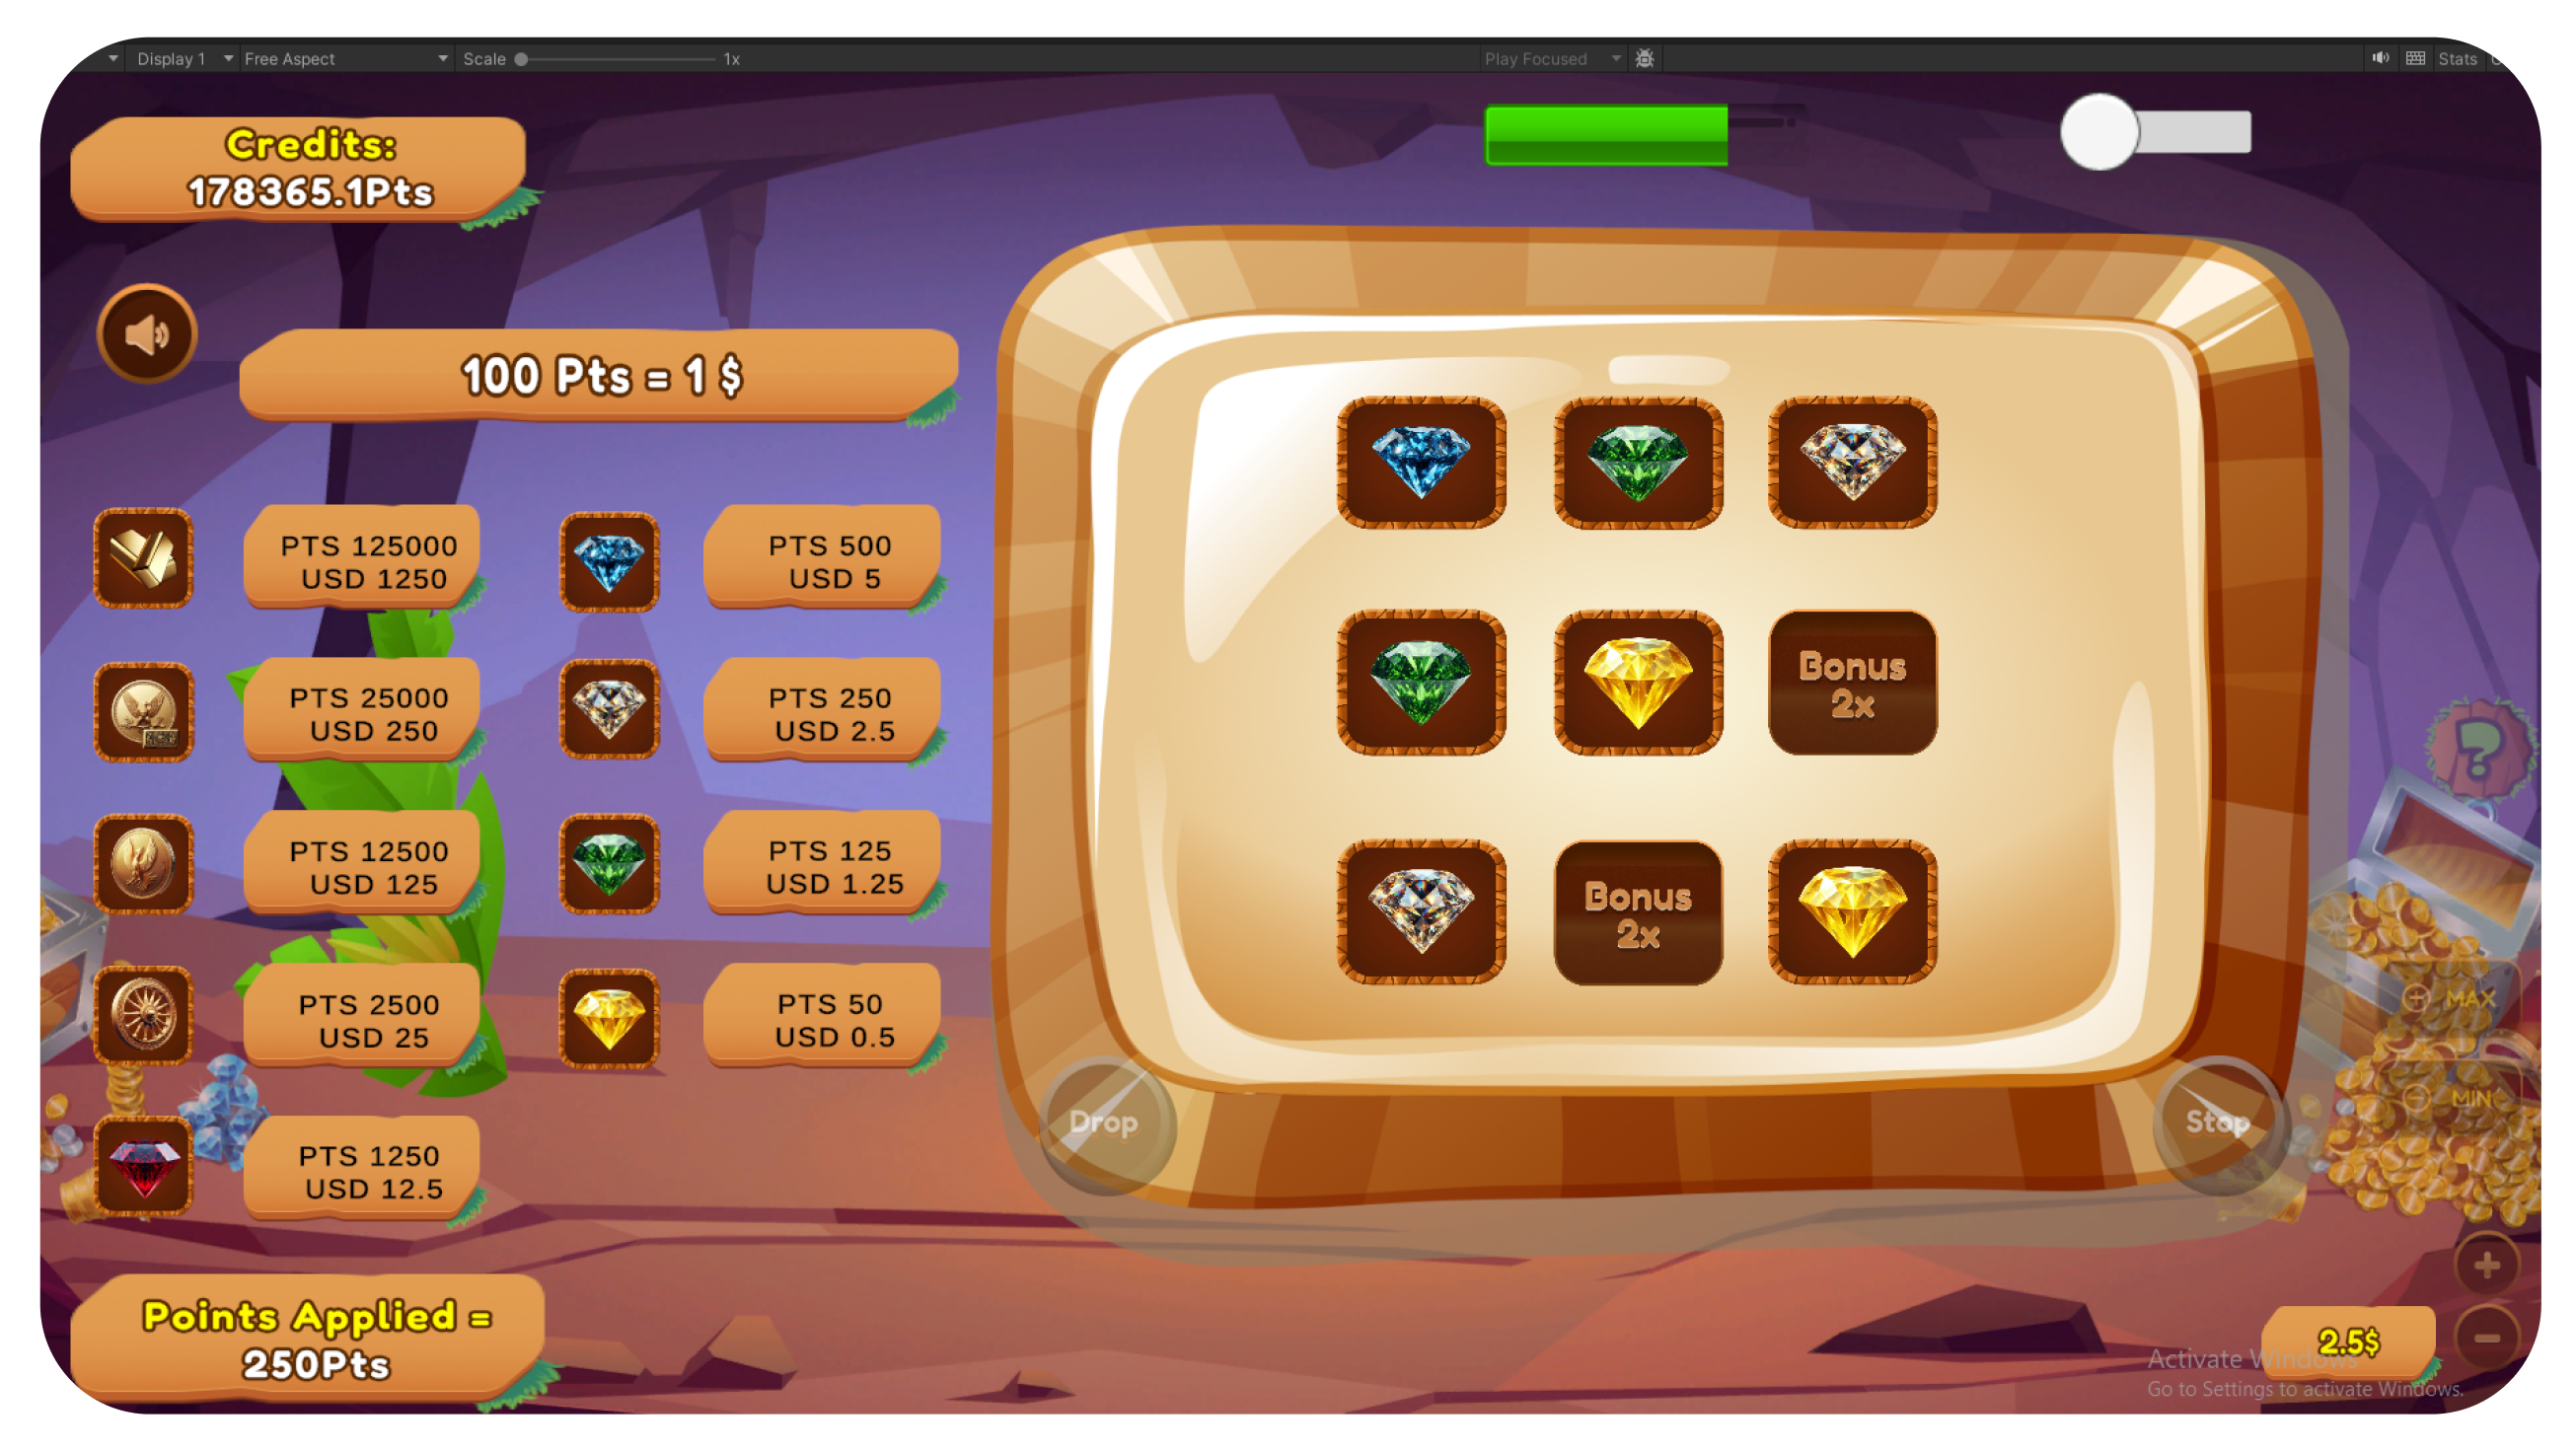 Display 1
Free Aspect
Scale
1x
Play Focused
Stats
Credits:
178365.1Pts
100 Pts = 1 $
PTS 125000
USD 1250
PTS 500
USD 5
PTS 25000
USD 250
PTS 250
USD 2.5
PTS 12500
USD 125
PTS 125
USD 1.25
PTS 2500
USD 25
PTS 50
USD 0.5
PTS 1250
USD 12.5
Bonus
2x
Bonus
2x
?
MAX
MIN
Drop
Stop
Points Applied =
250Pts
2.5$
Activate Windows
Go to Settings to activate Windows.